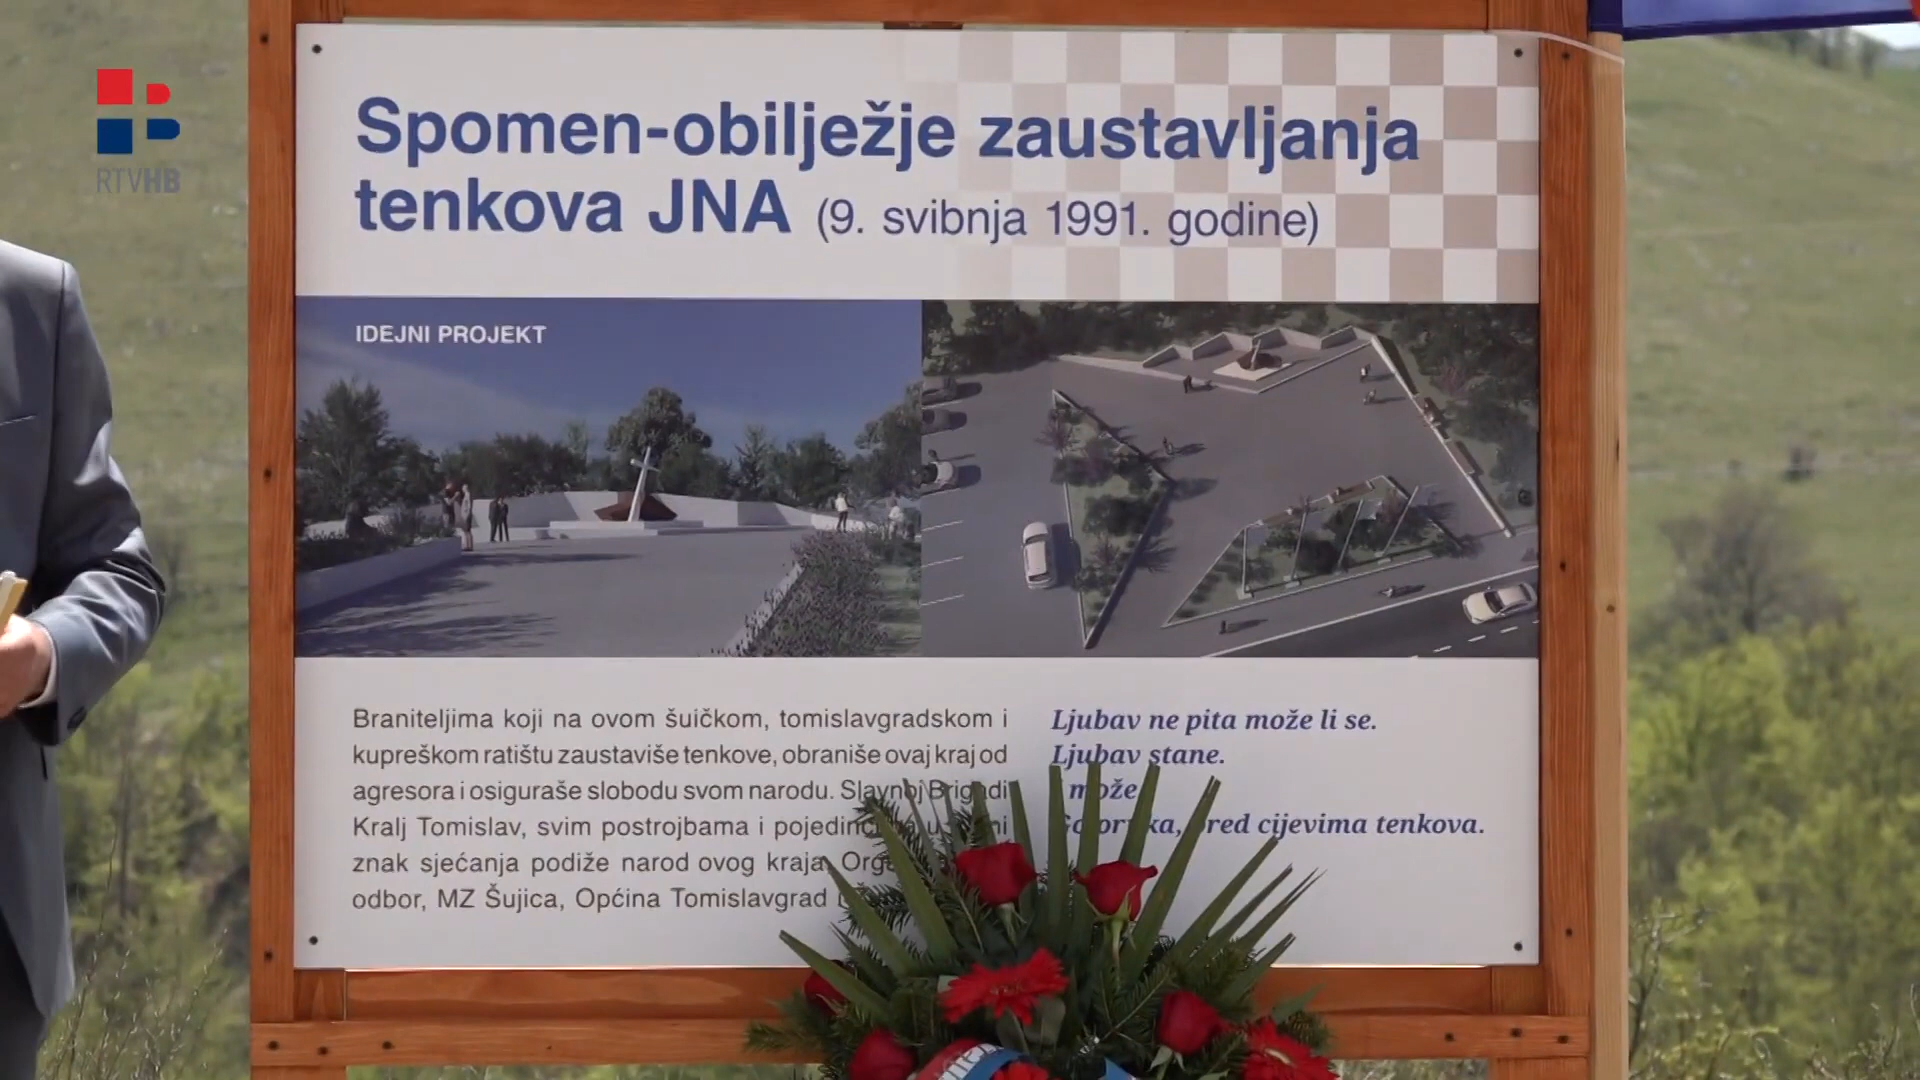 RTVHB
Spomen-obilježje zaustavljanja
tenkova JNA (9. svibnja 1991. godine)
IDEJNI PROJEKT
Braniteljima koji na ovom šuičkom, tomislavgradskom i
kupreškom ratištu zaustaviše tenkove, obraniše ovaj kraj od
agresora i osiguraše slobodu svom narodu. Slavnoj Brigadi
Kralj Tomislav, svim postrojbama i
znak sjećanja podiže narod ovog kraja,
odbor, MZ Šujica, Općina Tomislavgrad
Ljubav ne pita može li se.
Ljubav stane.
može
pred cijevima tenkova.